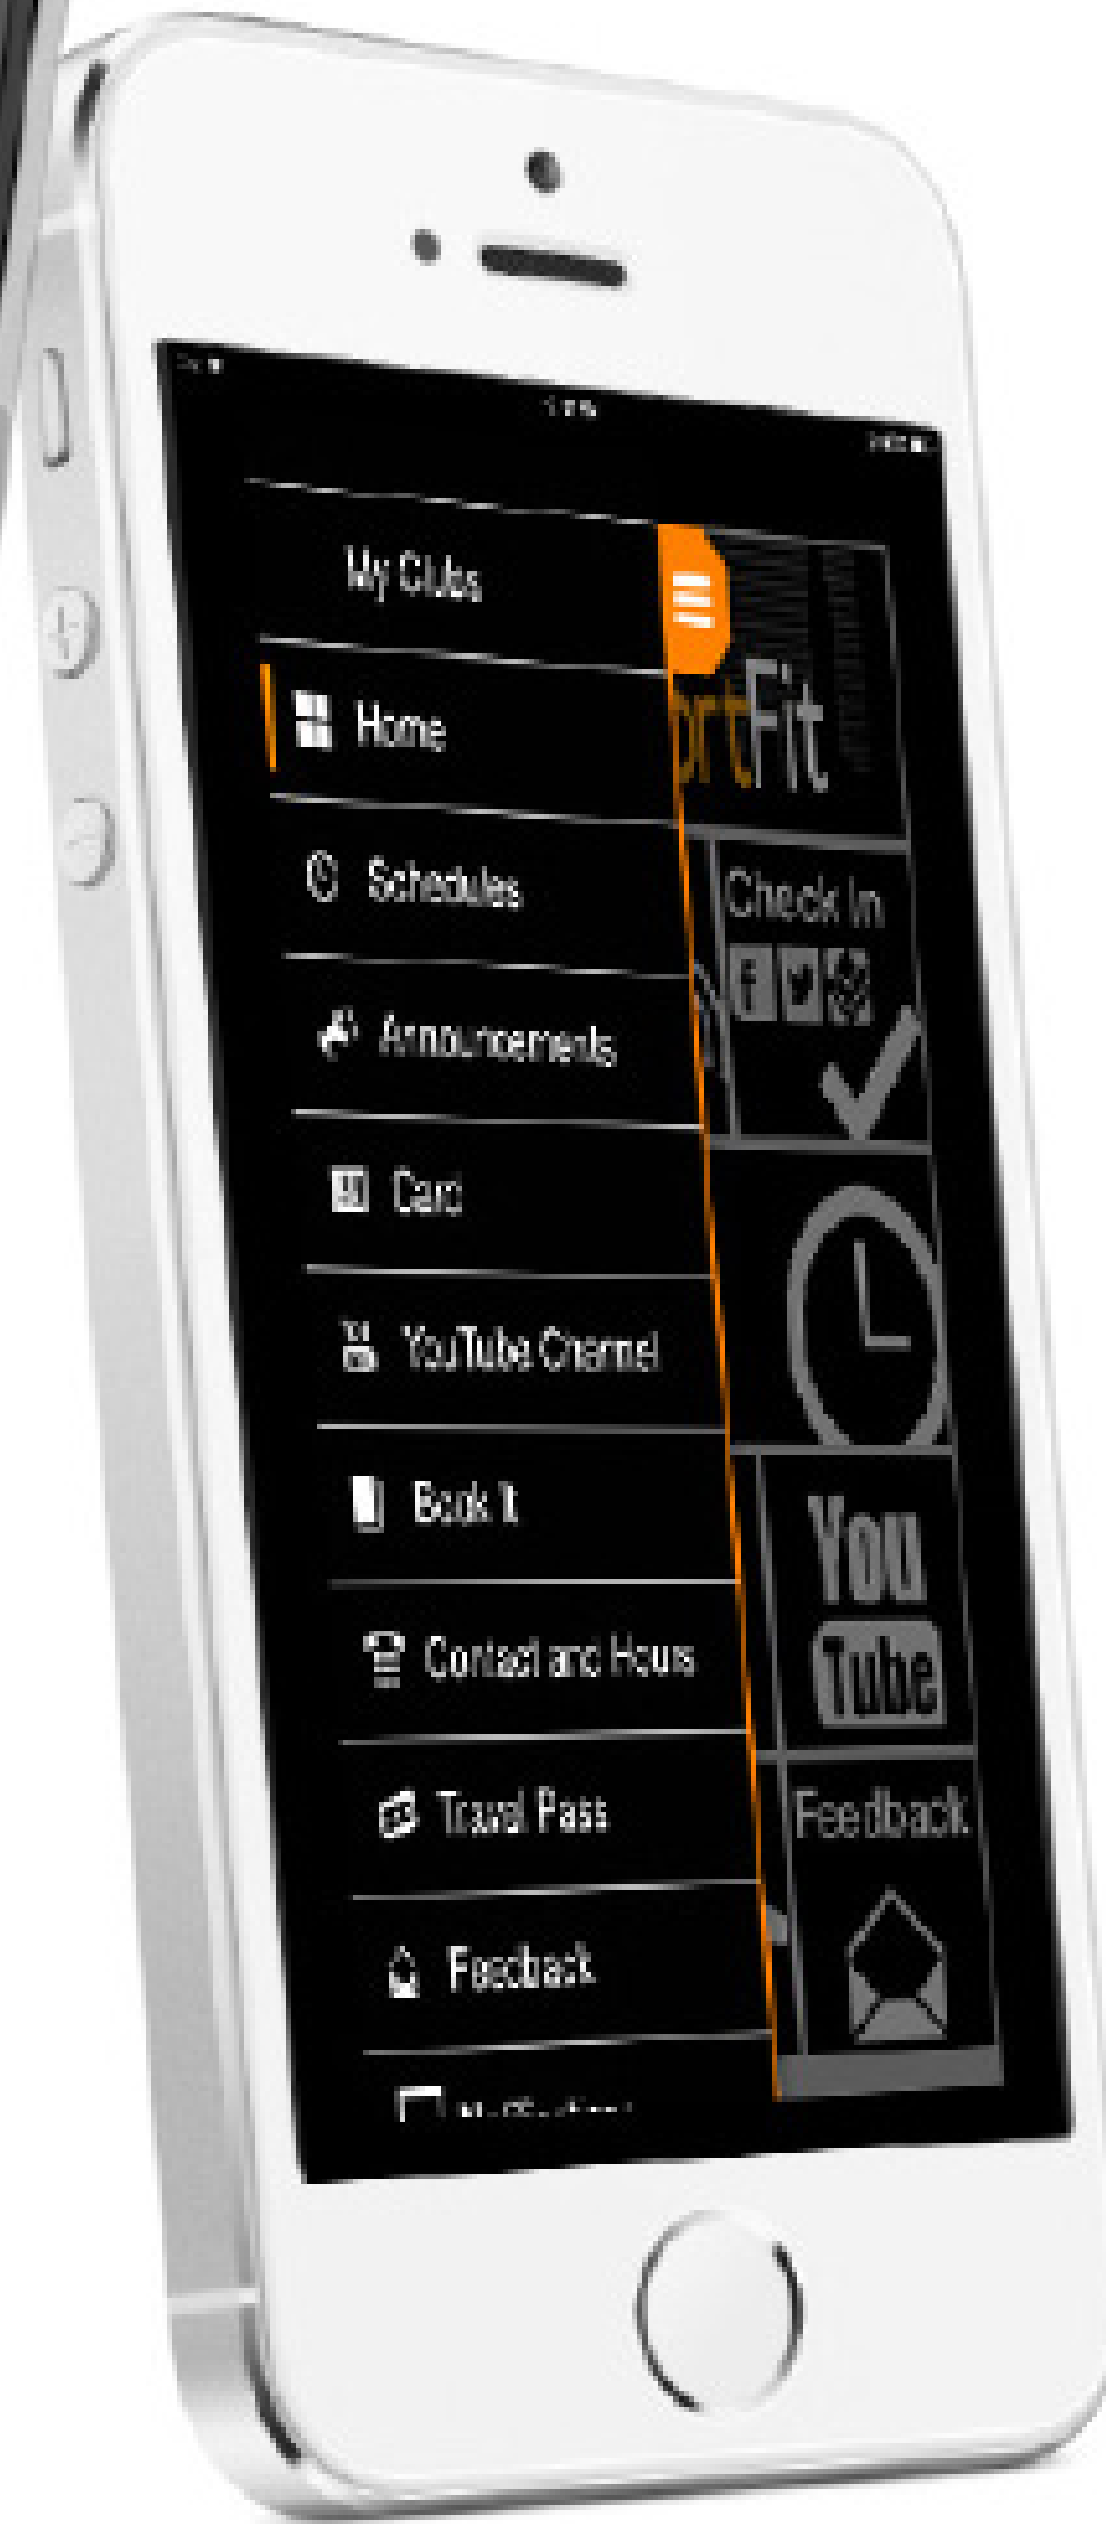 My Clubs
Home
Schedules
Announcements
Card
YouTube Channel
Book It
Contact and Hours
Travel Pass
Feedback
ortFit
Check In
You
Tube
Feedback